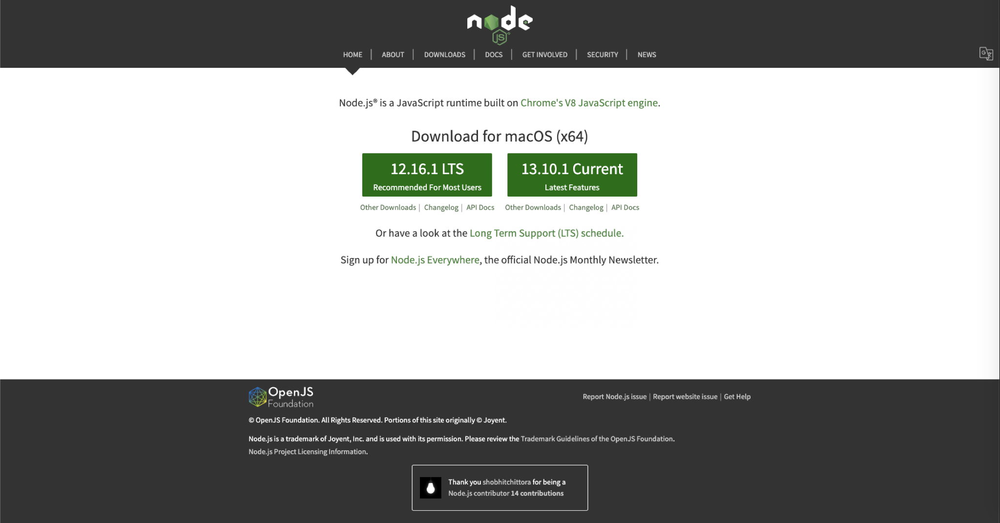 node
JS
HOME | ABOUT | DOWNLOADS | DOCS | GET INVOLVED | SECURITY | NEWS
Node.js® is a JavaScript runtime built on Chrome's V8 JavaScript engine.
Download for macOS (x64)
12.16.1 LTS
Recommended For Most Users
13.10.1 Current
Latest Features
Other Downloads | Changelog | API Docs
Other Downloads | Changelog | API Docs
Or have a look at the Long Term Support (LTS) schedule.
Sign up for Node.js Everywhere, the official Node.js Monthly Newsletter.
OpenJS
Foundation
Report Node.js issue | Report website issue | Get Help
© OpenJS Foundation. All Rights Reserved. Portions of this site originally © Joyent.
Node.js is a trademark of Joyent, Inc. and is used with its permission. Please review the Trademark Guidelines of the OpenJS Foundation.
Node.js Project Licensing Information.
Thank you shobhitchittora for being a
Node.js contributor 14 contributions